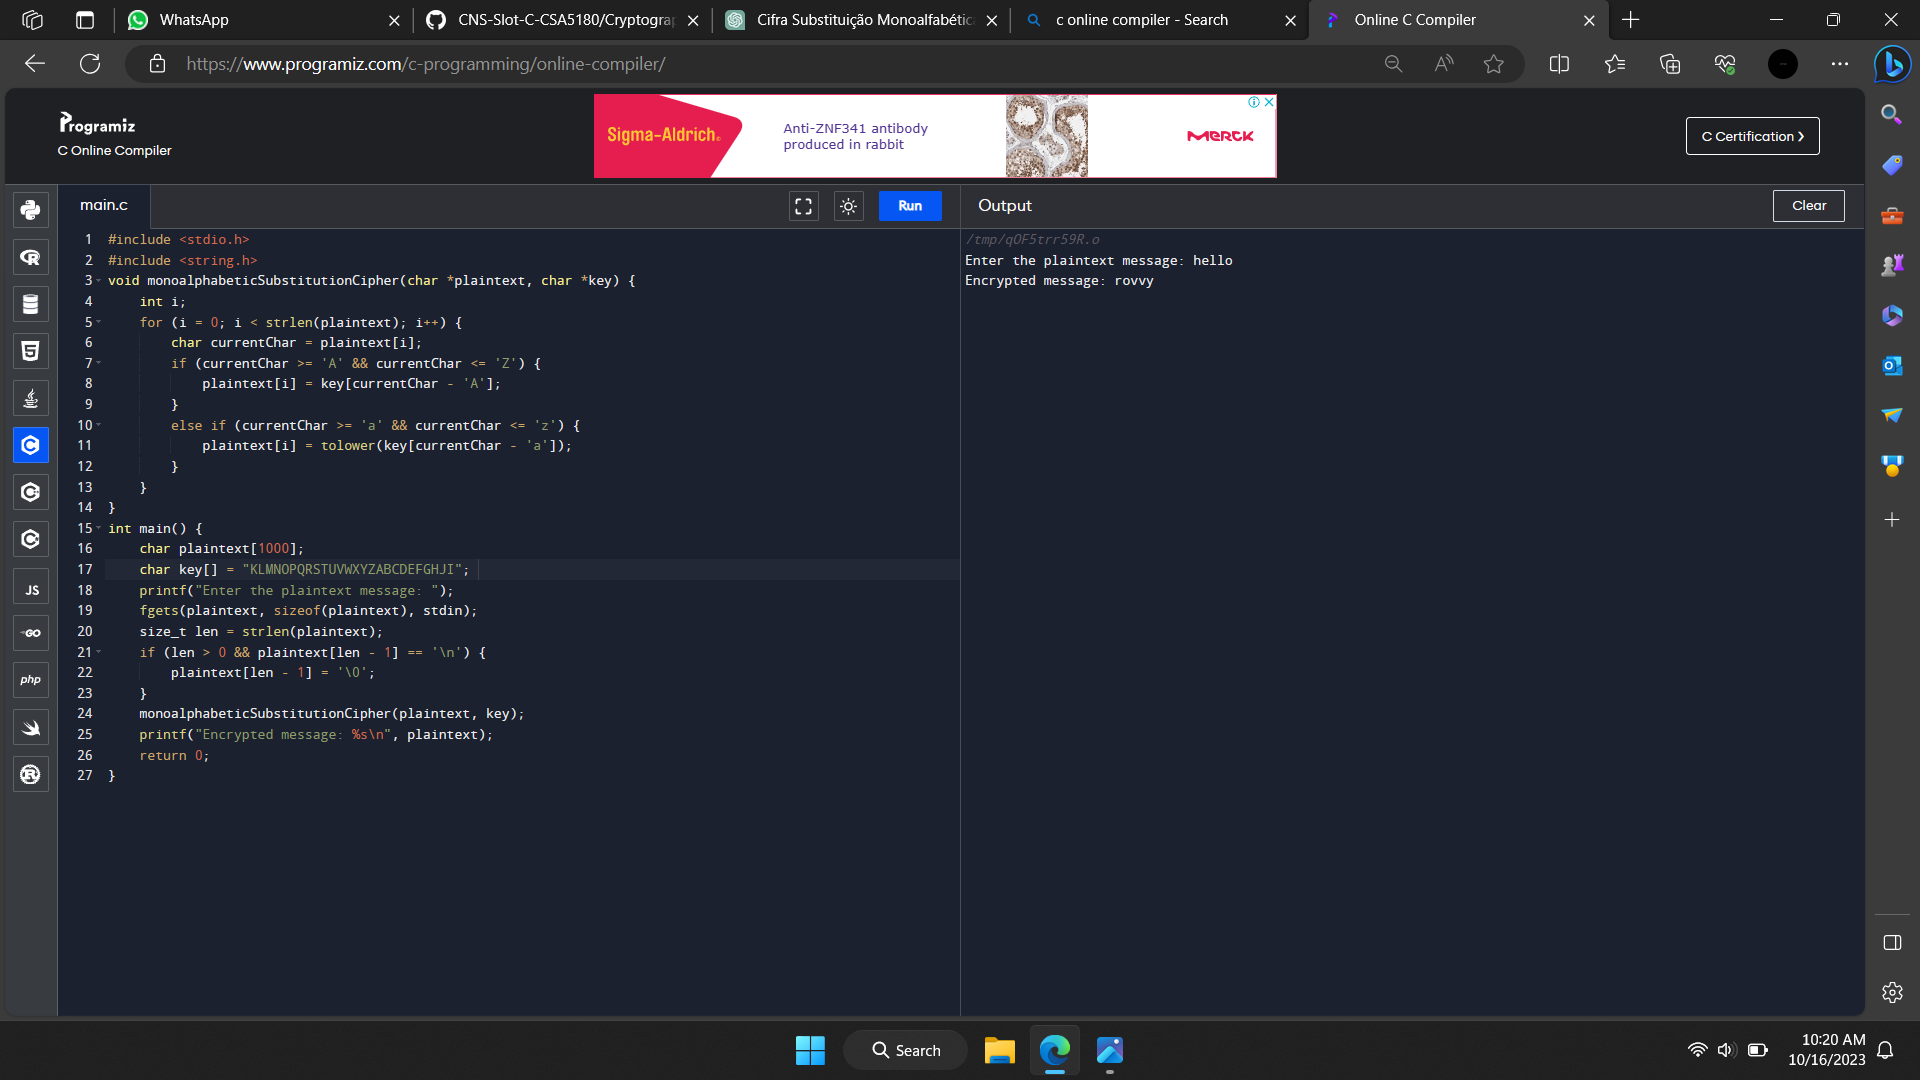 WhatsApp
CNS-Slot-C-CSA5180/Cryptograp
Cifra Substituição Monoalfabética
c online compiler - Search
Online C Compiler
https://www.programiz.com/c-programming/online-compiler/
Programiz
C Online Compiler
Sigma-Aldrich.
Anti-ZNF341 antibody
produced in rabbit
MERCK
C Certification >
main.c
Run
Output
Clear
1 #include <stdio.h>
2 #include <string.h>
3 void monoalphabeticSubstitutionCipher(char *plaintext, char *key) {
4 int i;
5 for (i = 0; i < strlen(plaintext); i++) {
6 char currentChar = plaintext[i];
7 if (currentChar >= 'A' && currentChar <= 'Z') {
8 plaintext[i] = key[currentChar - 'A'];
9 }
10 else if (currentChar >= 'a' && currentChar <= 'z') {
11 plaintext[i] = tolower(key[currentChar - 'a']);
12 }
13 }
14 }
15 int main() {
16 char plaintext[1000];
17 char key[] = "KLMNOPQRSTUVWXYZABCDEFGHJI";
18 printf("Enter the plaintext message: ");
19 fgets(plaintext, sizeof(plaintext), stdin);
20 size_t len = strlen(plaintext);
21 if (len > 0 && plaintext[len - 1] == '\n') {
22 plaintext[len - 1] = '\0';
23 }
24 monoalphabeticSubstitutionCipher(plaintext, key);
25 printf("Encrypted message: %s\n", plaintext);
26 return 0;
27 }
/tmp/qOF5trr59R.o
Enter the plaintext message: hello
Encrypted message: rovvy
JS
GO
php
Search
10:20 AM
10/16/2023